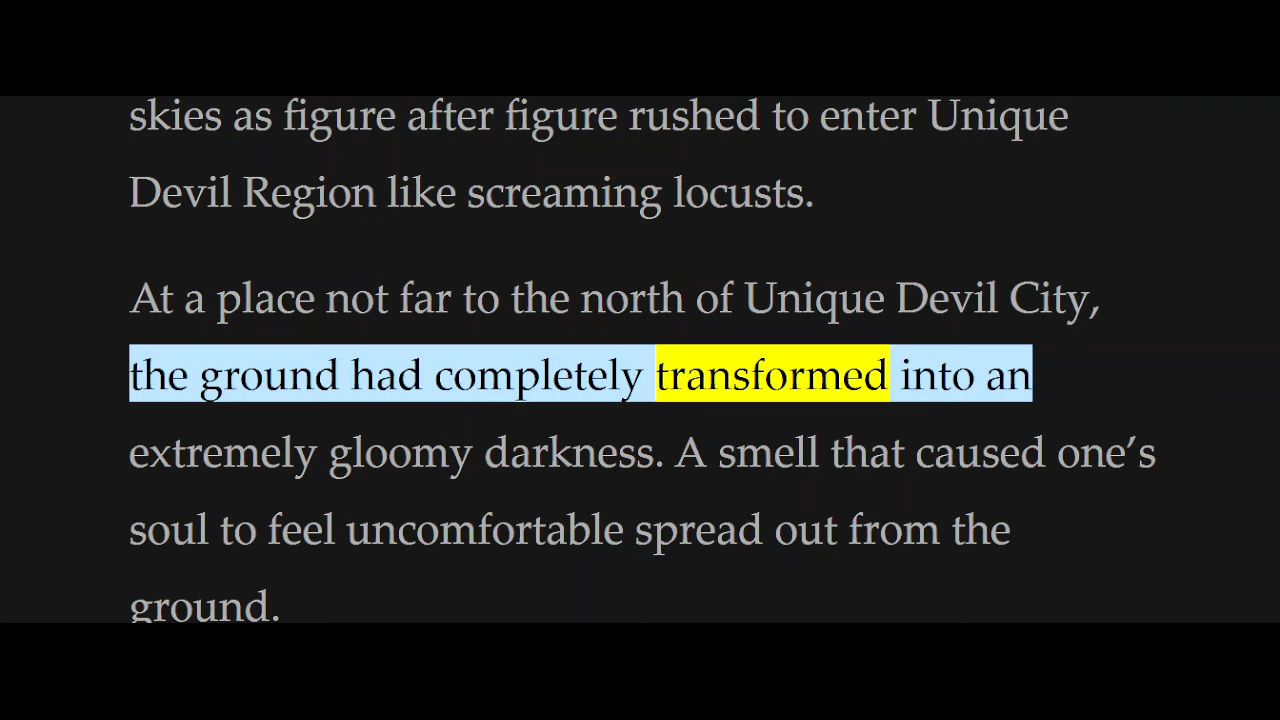 skies as figure after figure rushed to enter Unique
Devil Region like screaming locusts.
At a place not far to the north of Unique Devil City,
the ground had completely transformed into an
extremely gloomy darkness. A smell that caused one’s
soul to feel uncomfortable spread out from the
ground.